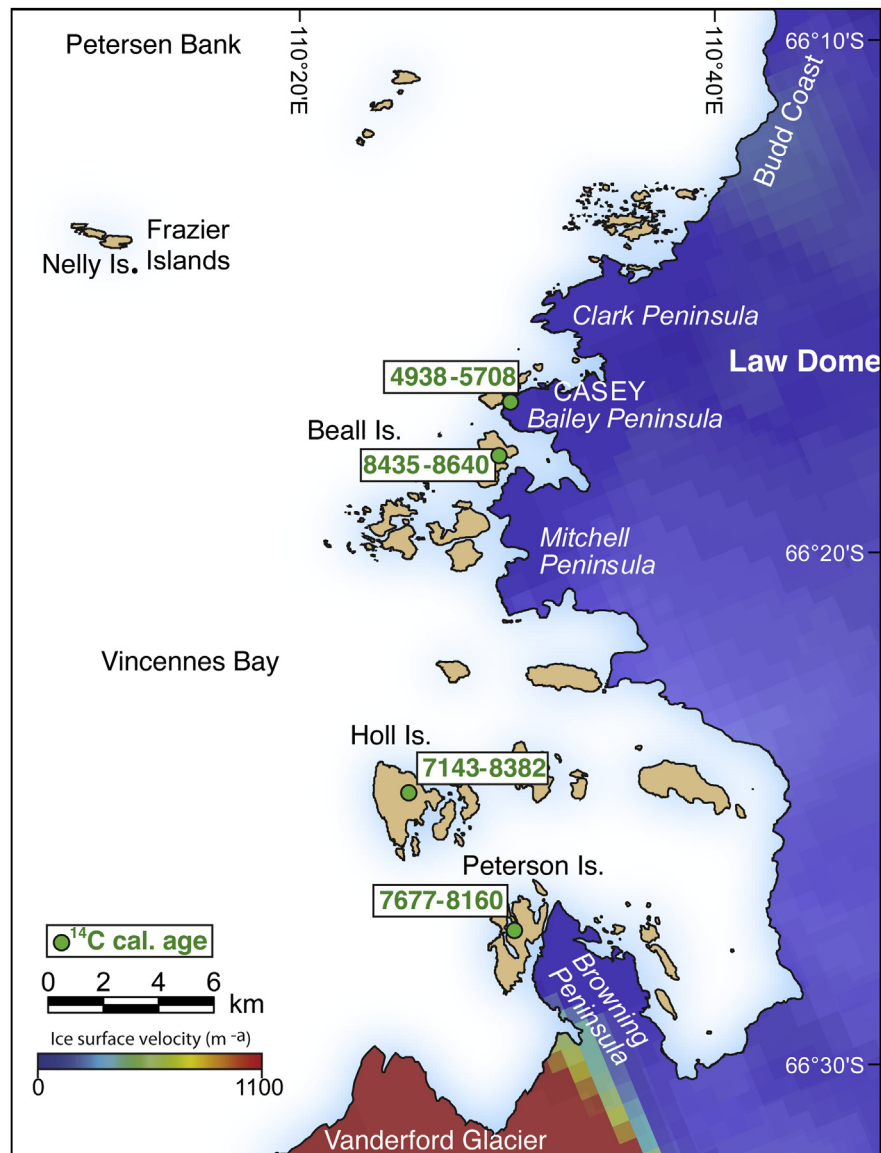 Petersen Bank
110°20'E
110°40'E
66°10'S
Budd Coast
Frazier
Islands
Nelly Is.
Clark Peninsula
Law Dome
4938-5708
CASEY
Bailey Peninsula
Beall Is.
8435-8640
Mitchell
Peninsula
66°20'S
Vincennes Bay
Holl Is.
7143-8382
Peterson Is.
7677-8160
Browning
Peninsula
14C cal. age
0 2 4 6
km
Ice surface velocity (m -a)
0 1100
66°30'S
Vanderford Glacier